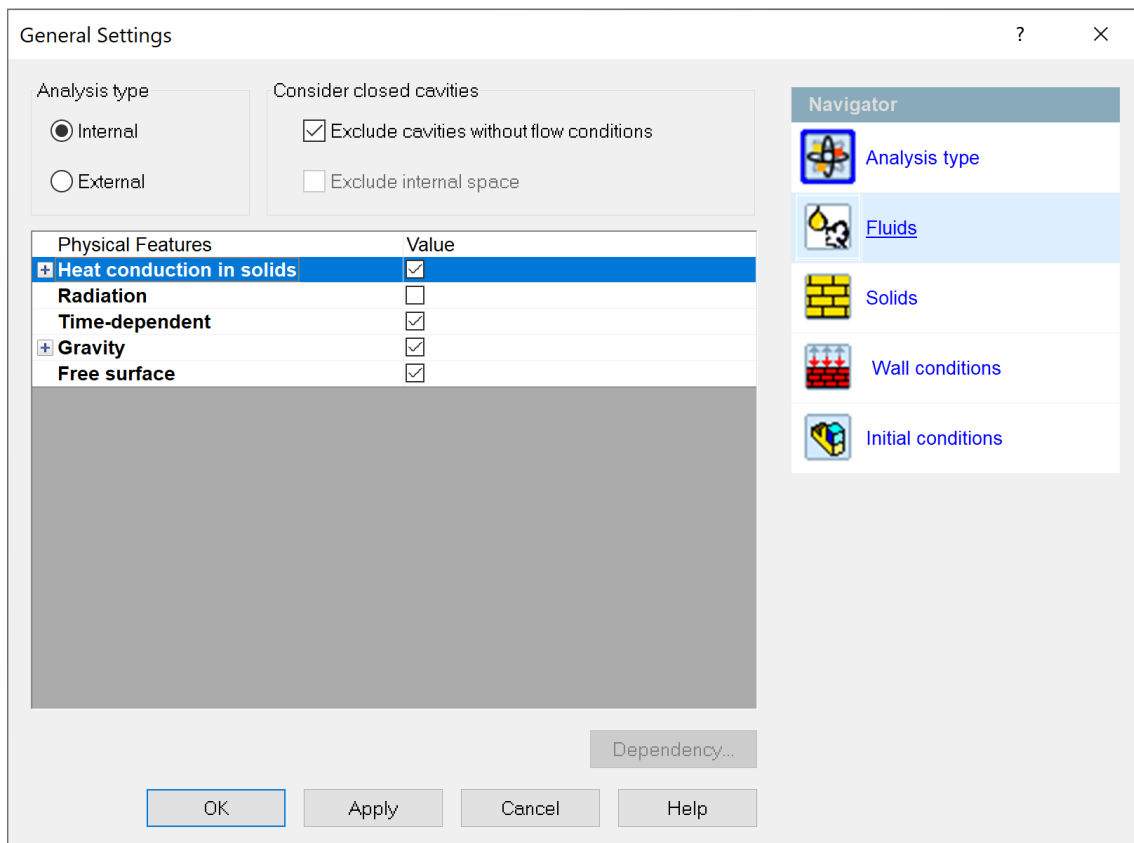 General Settings
?
Analysis type
Internal
External
Consider closed cavities
Exclude cavities without flow conditions
Exclude internal space
Physical Features Value
Heat conduction in solids
Radiation
Time-dependent
Gravity
Free surface
Dependency...
OK Apply Cancel Help
Navigator
Analysis type
Fluids
Solids
Wall conditions
Initial conditions